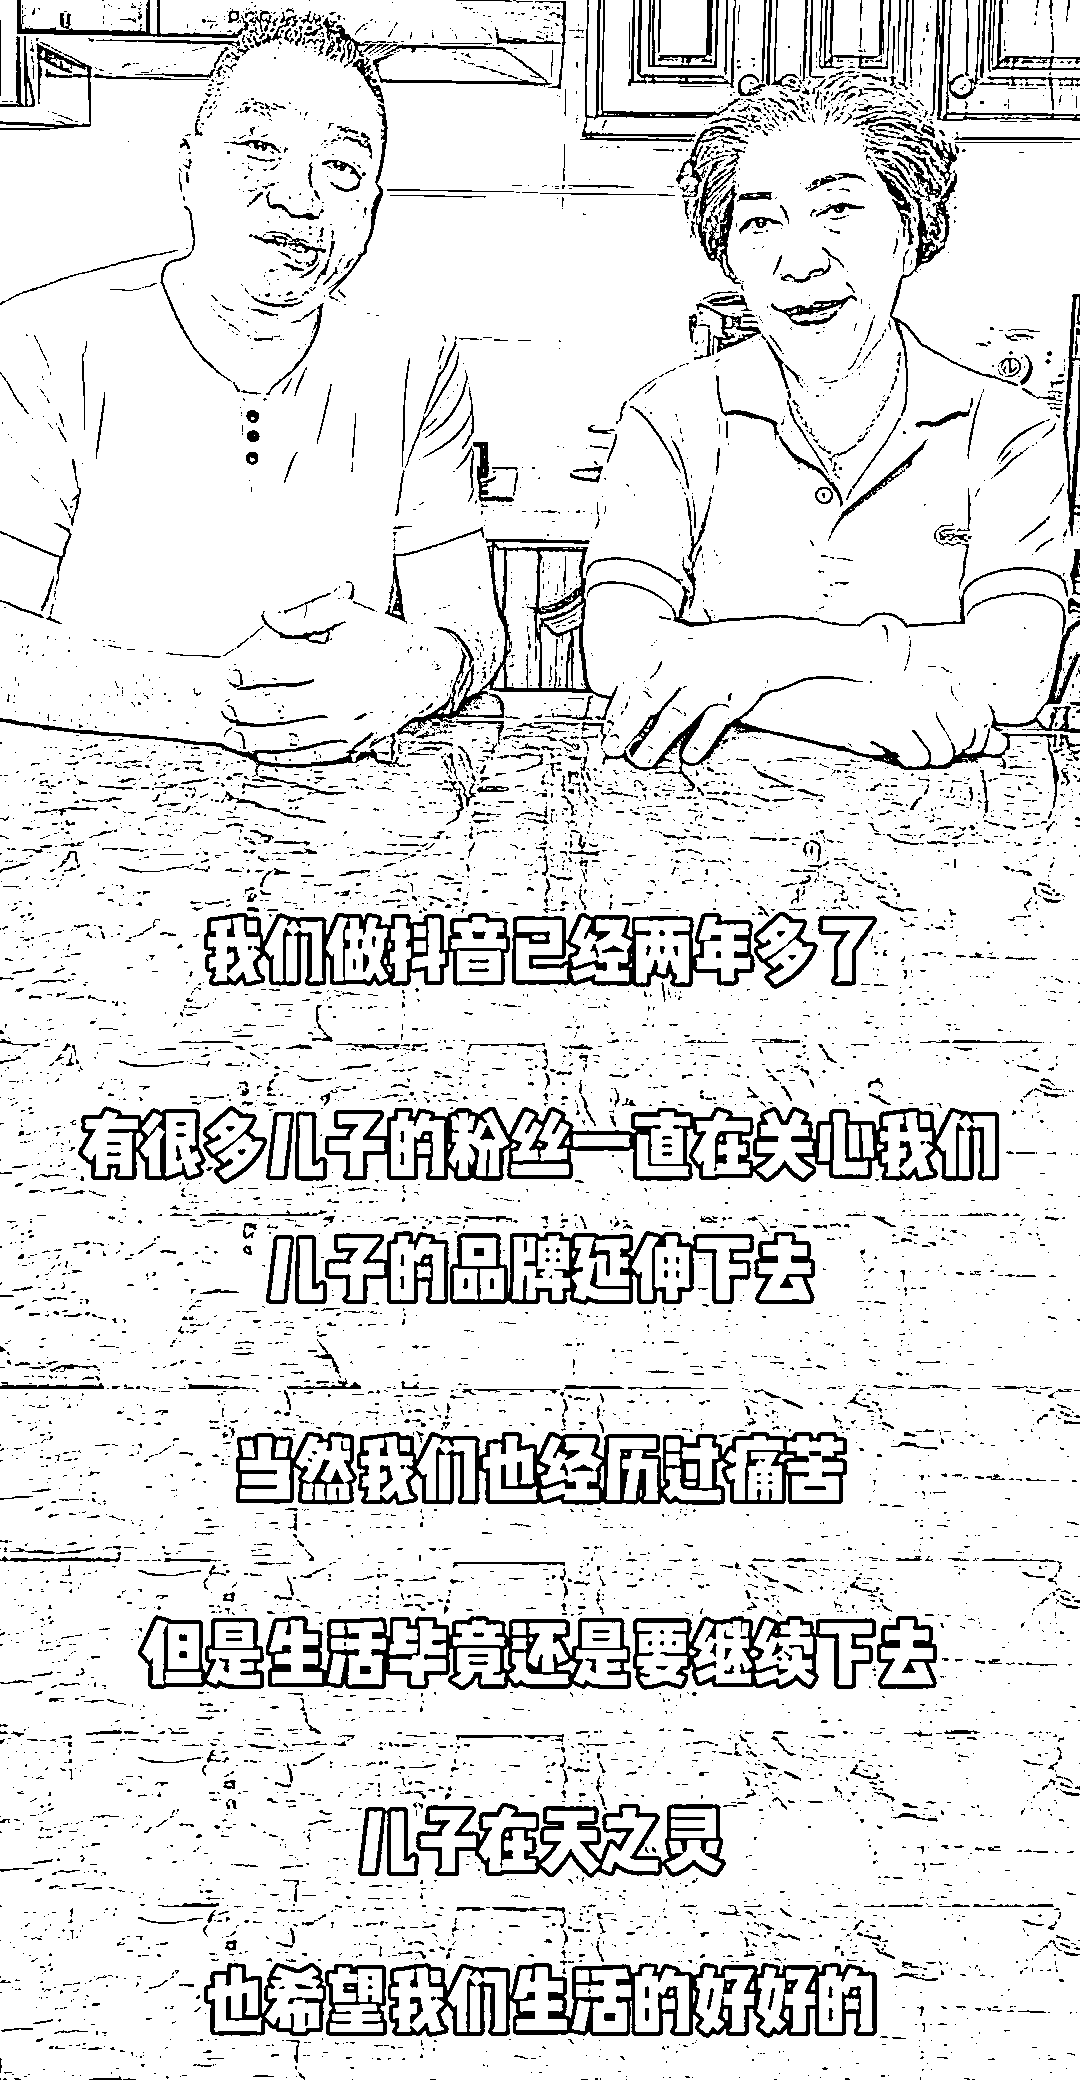 我们做抖音已经两年多了
有很多儿子的粉丝一直在关心我们
儿子的品牌延伸下去
当然我们也经历过痛苦
但是生活毕竟还是要继续下去
儿子在天之灵
也希望我们生活的好好的